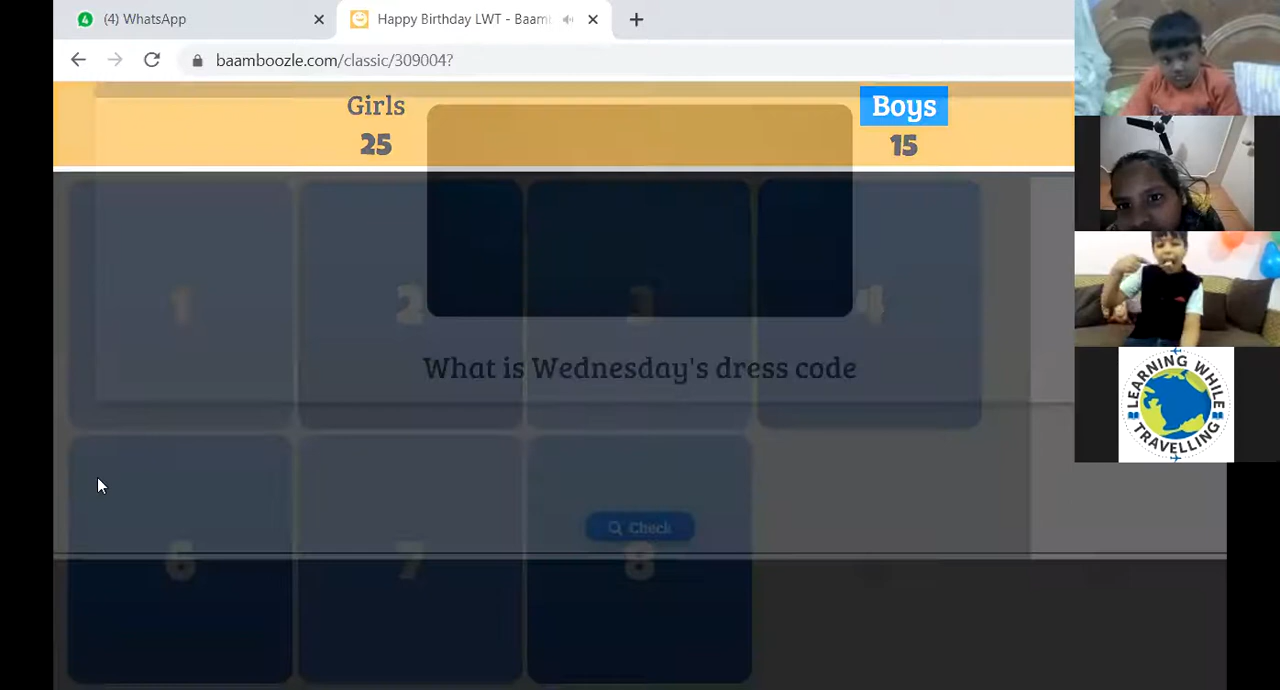 (4) WhatsApp
Happy Birthday LWT - Baam
baamboozle.com/classic/309004?
Girls
25
Boys
15
1
2
3
4
What is Wednesday's dress code
Check
6
7
8
LEARNING WHILE
TRAVELLING